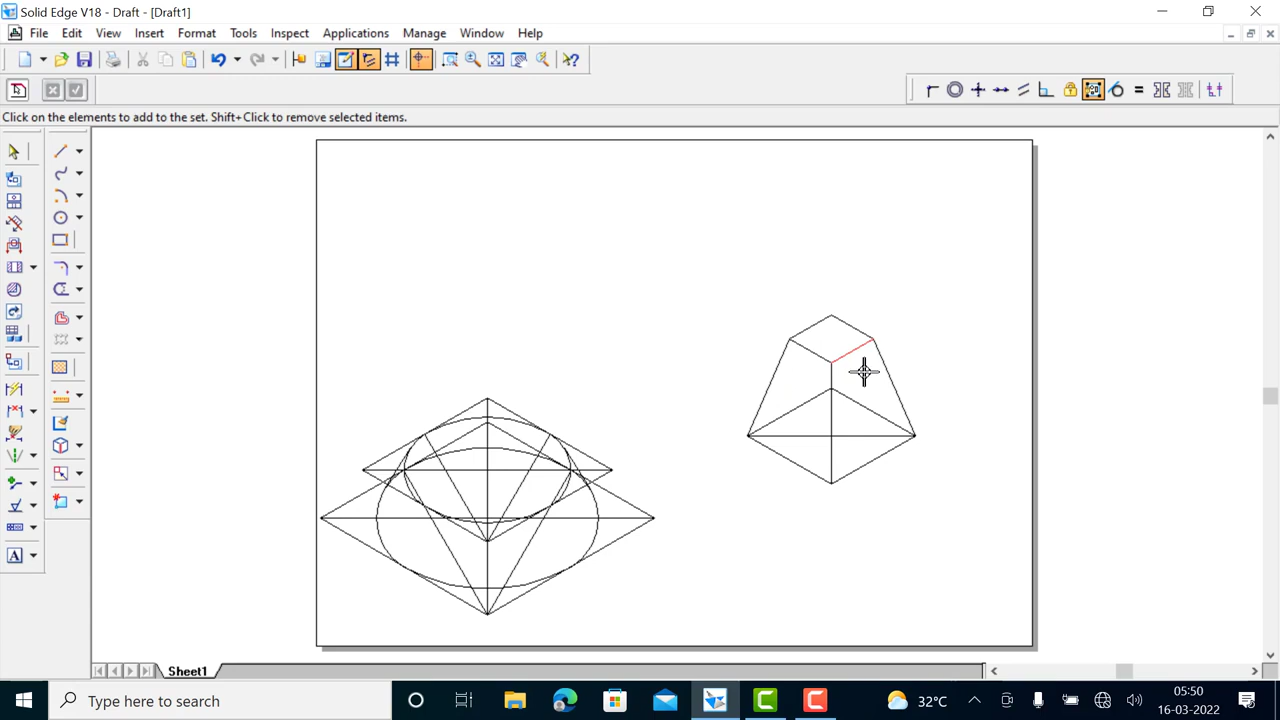 Solid Edge V18 - Draft - [Draft1]
File Edit View Insert Format Tools Inspect Applications Manage Window Help
Click on the elements to add to the set. Shift+Click to remove selected items.
A
Sheet1
Type here to search
32°C
05:50
16-03-2022